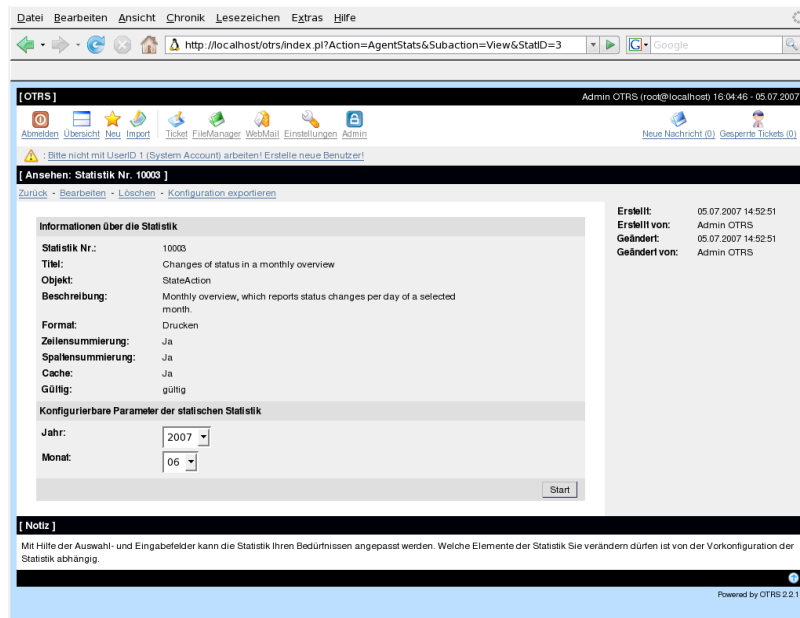 Datei Bearbeiten Ansicht Chronik Lesezeichen Extras Hilfe
http://localhost/otrs/index.pl?Action=AgentStats&Subaction=View&StatID=3 G Google
[ OTRS ] Admin OTRS (root@localhost) 16:04:46 - 05.07.2007
Abmelden Übersicht Neu Import Ticket FileManager WebMail Einstellungen Admin Neue Nachricht (0) Gesperrte Tickets (0)
: Bitte nicht mit UserID 1 (System Account) arbeiten! Erstelle neue Benutzer!
[ Ansehen: Statistik Nr. 10003 ]
Zurück - Bearbeiten - Löschen - Konfiguration exportieren
Informationen über die Statistik
Statistik Nr.: 10003
Titel: Changes of status in a monthly overview
Objekt: StateAction
Beschreibung: Monthly overview, which reports status changes per day of a selected
month.
Format: Drucken
Zeilensummierung: Ja
Spaltensummierung: Ja
Cache: Ja
Gültig: gültig
Konfigurierbare Parameter der statischen Statistik
Jahr: 2007
Monat: 06
Start
Erstellt: 05.07.2007 14:52:51
Erstellt von: Admin OTRS
Geändert: 05.07.2007 14:52:51
Geändert von: Admin OTRS
[ Notiz ]
Mit Hilfe der Auswahl- und Eingabefelder kann die Statistik Ihren Bedürfnissen angepasst werden. Welche Elemente der Statistik Sie verändern dürfen ist von der Vorkonfiguration der
Statistik abhängig.
Powered by OTRS 2.2.1